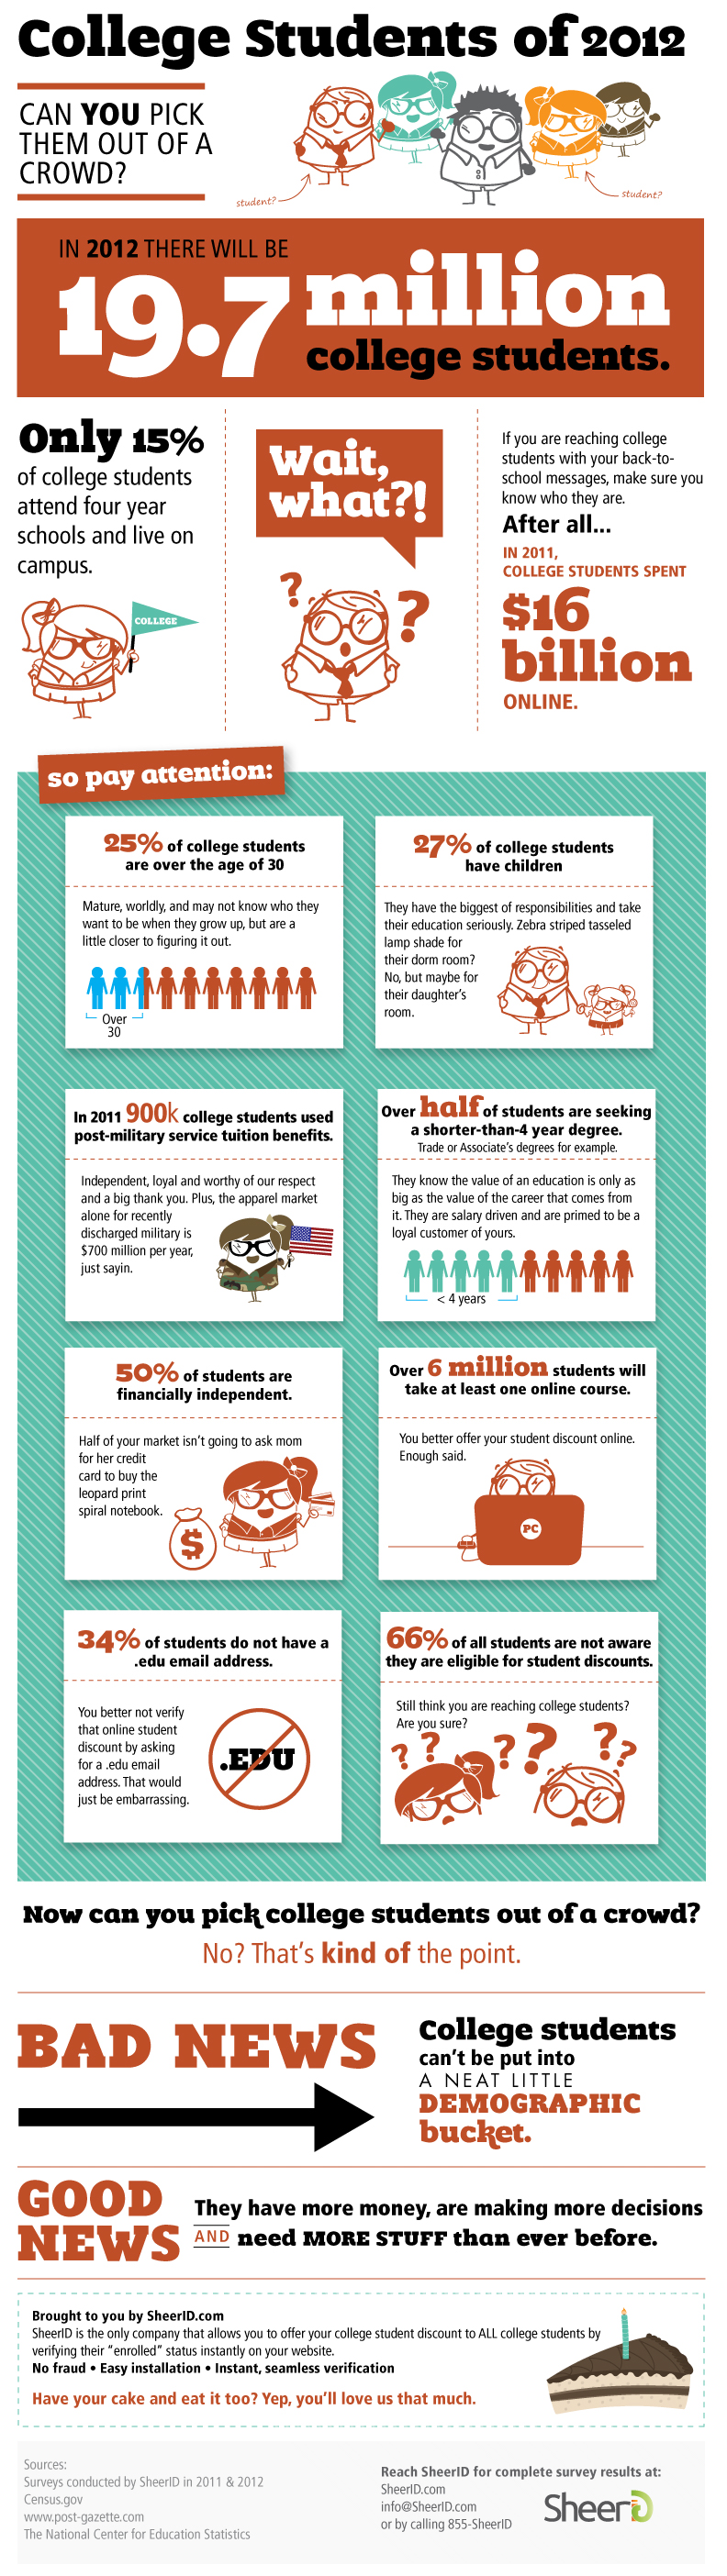 College Students of 2012
CAN YOU PICK
THEM OUT OF A
CROWD?
student?
student?
IN 2012 THERE WILL BE
19.7 million
college students.
Only 15%
of college students
attend four year
schools and live on
campus.
COLLEGE
Wait,
what?!
?
?
If you are reaching college
students with your back-to-
school messages, make sure you
know who they are.
After all...
IN 2011,
COLLEGE STUDENTS SPENT
$16
billion
ONLINE.
so pay attention:
25% of college students
are over the age of 30
Mature, worldly, and may not know who they
want to be when they grow up, but are a
little closer to figuring it out.
Over
30
27% of college students
have children
They have the biggest of responsibilities and take
their education seriously. Zebra striped tasseled
lamp shade for
their dorm room?
No, but maybe for
their daughter's
room.
In 2011 900k college students used
post-military service tuition benefits.
Independent, loyal and worthy of our respect
and a big thank you. Plus, the apparel market
alone for recently
discharged military is
$700 million per year,
just sayin.
Over half of students are seeking
a shorter-than-4 year degree.
Trade or Associate's degrees for example.
They know the value of an education is only as
big as the value of the career that comes from
it. They are salary driven and are primed to be a
loyal customer of yours.
< 4 years
50% of students are
financially independent.
Half of your market isn't going to ask mom
for her credit
card to buy the
leopard print
spiral notebook.
$
Over 6 million students will
take at least one online course.
You better offer your student discount online.
Enough said.
PC
34% of students do not have a
.edu email address.
You better not verify
that online student
discount by asking
for a .edu email
address. That would
just be embarrassing.
.EDU
66% of all students are not aware
they are eligible for student discounts.
Still think you are reaching college students?
Are you sure?
? ? ? ? ? ?
Now can you pick college students out of a crowd?
No? That's kind of the point.
BAD NEWS
College students
can't be put into
A NEAT LITTLE
DEMOGRAPHIC
bucket.
GOOD
NEWS
They have more money, are making more decisions
AND need MORE STUFF than ever before.
Brought to you by SheerID.com
SheerID is the only company that allows you to offer your college student discount to ALL college students by
verifying their "enrolled" status instantly on your website.
No fraud • Easy installation • Instant, seamless verification
Have your cake and eat it too? Yep, you'll love us that much.
Sources:
Surveys conducted by SheerID in 2011 & 2012
Census.gov
www.post-gazette.com
The National Center for Education Statistics
Reach SheerID for complete survey results at:
SheerID.com
info@SheerID.com
or by calling 855-SheerID
SheerID